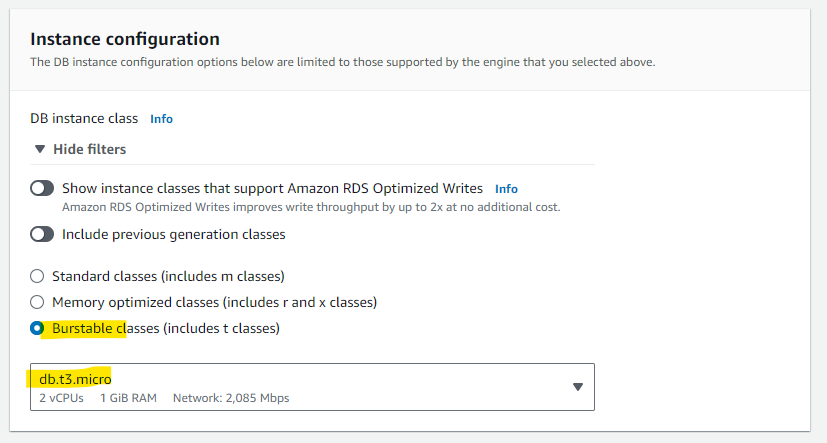 Instance configuration
The DB instance configuration options below are limited to those supported by the engine that you selected above.
DB instance class Info
Hide filters
Show instance classes that support Amazon RDS Optimized Writes Info
Amazon RDS Optimized Writes improves write throughput by up to 2x at no additional cost.
Include previous generation classes
Standard classes (includes m classes)
Memory optimized classes (includes r and x classes)
Burstable classes (includes t classes)
db.t3.micro
2 vCPUs 1 GiB RAM Network: 2,085 Mbps